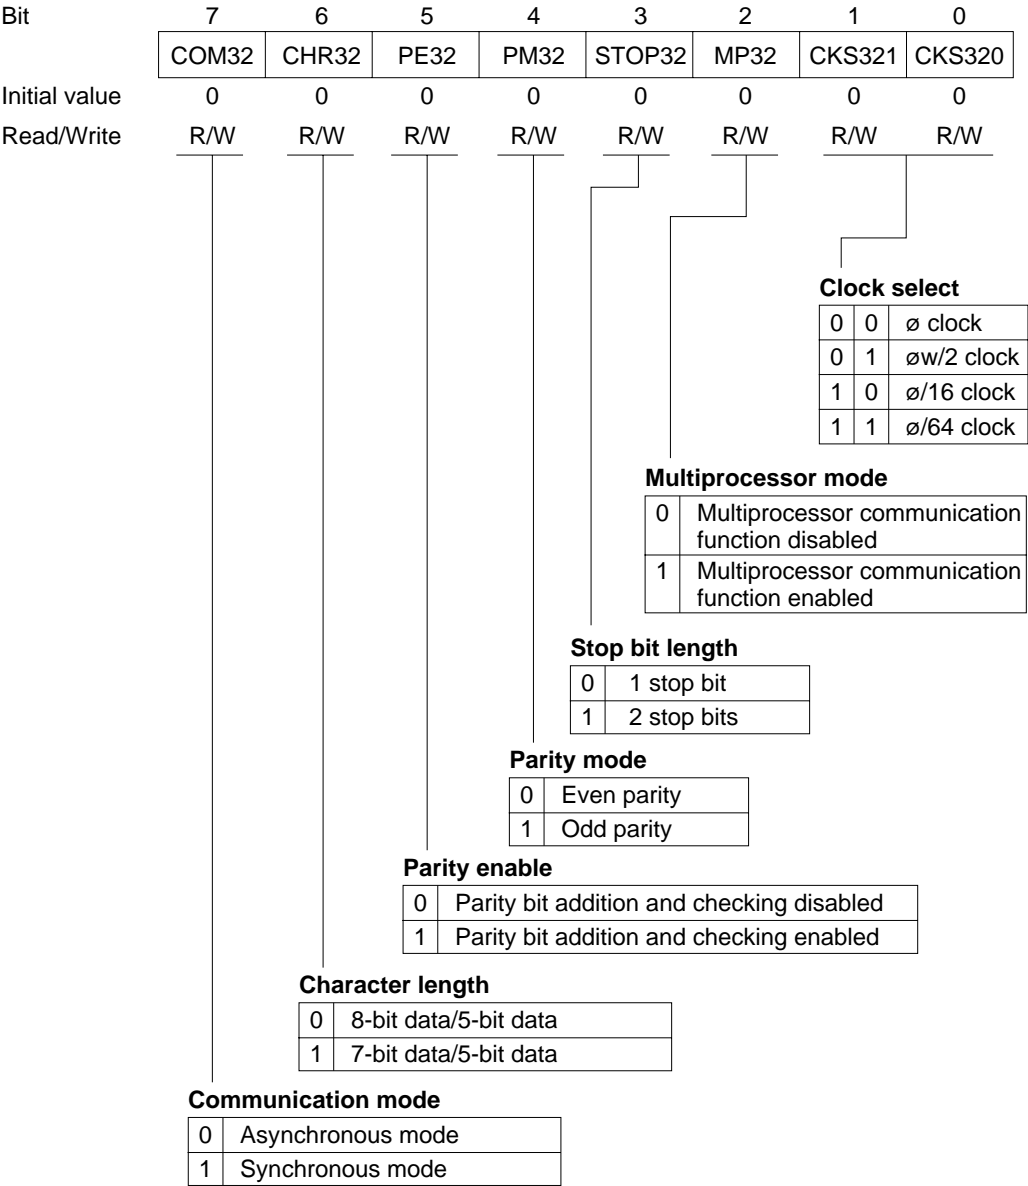 Bit 7 6 5 4 3 2 1 0
COM32 CHR32 PE32 PM32 STOP32 MP32 CKS321 CKS320
Initial value 0 0 0 0 0 0 0 0
Read/Write R/W R/W R/W R/W R/W R/W R/W R/W
Clock select
0 0 ø clock
0 1 øw/2 clock
1 0 ø/16 clock
1 1 ø/64 clock
Multiprocessor mode
0 Multiprocessor communication
function disabled
1 Multiprocessor communication
function enabled
Stop bit length
0 1 stop bit
1 2 stop bits
Parity mode
0 Even parity
1 Odd parity
Parity enable
0 Parity bit addition and checking disabled
1 Parity bit addition and checking enabled
Character length
0 8-bit data/5-bit data
1 7-bit data/5-bit data
Communication mode
0 Asynchronous mode
1 Synchronous mode